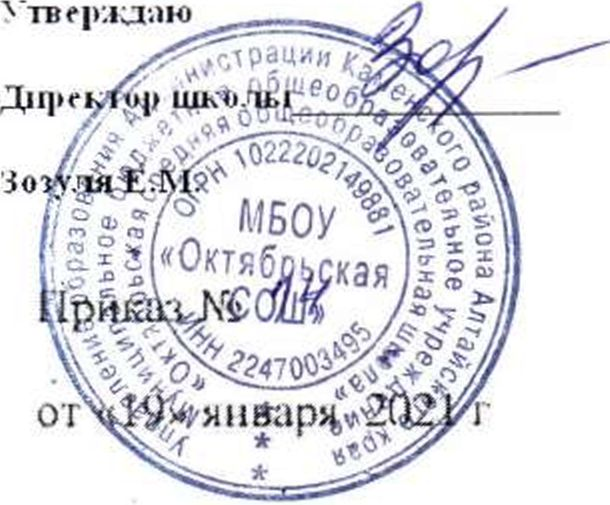 Утверждаю
Директор школы
Зозуля Е.М.
Приказ №
от «19» января 2021 г
Управление образования Администрации Каменского района Алтайского края
Муниципальное бюджетное общеобразовательное учреждение
«Октябрьская средняя общеобразовательная школа»
ОГРН 1022202149881
МБОУ
«Октябрьская
СОШ»
ИНН 2247003495